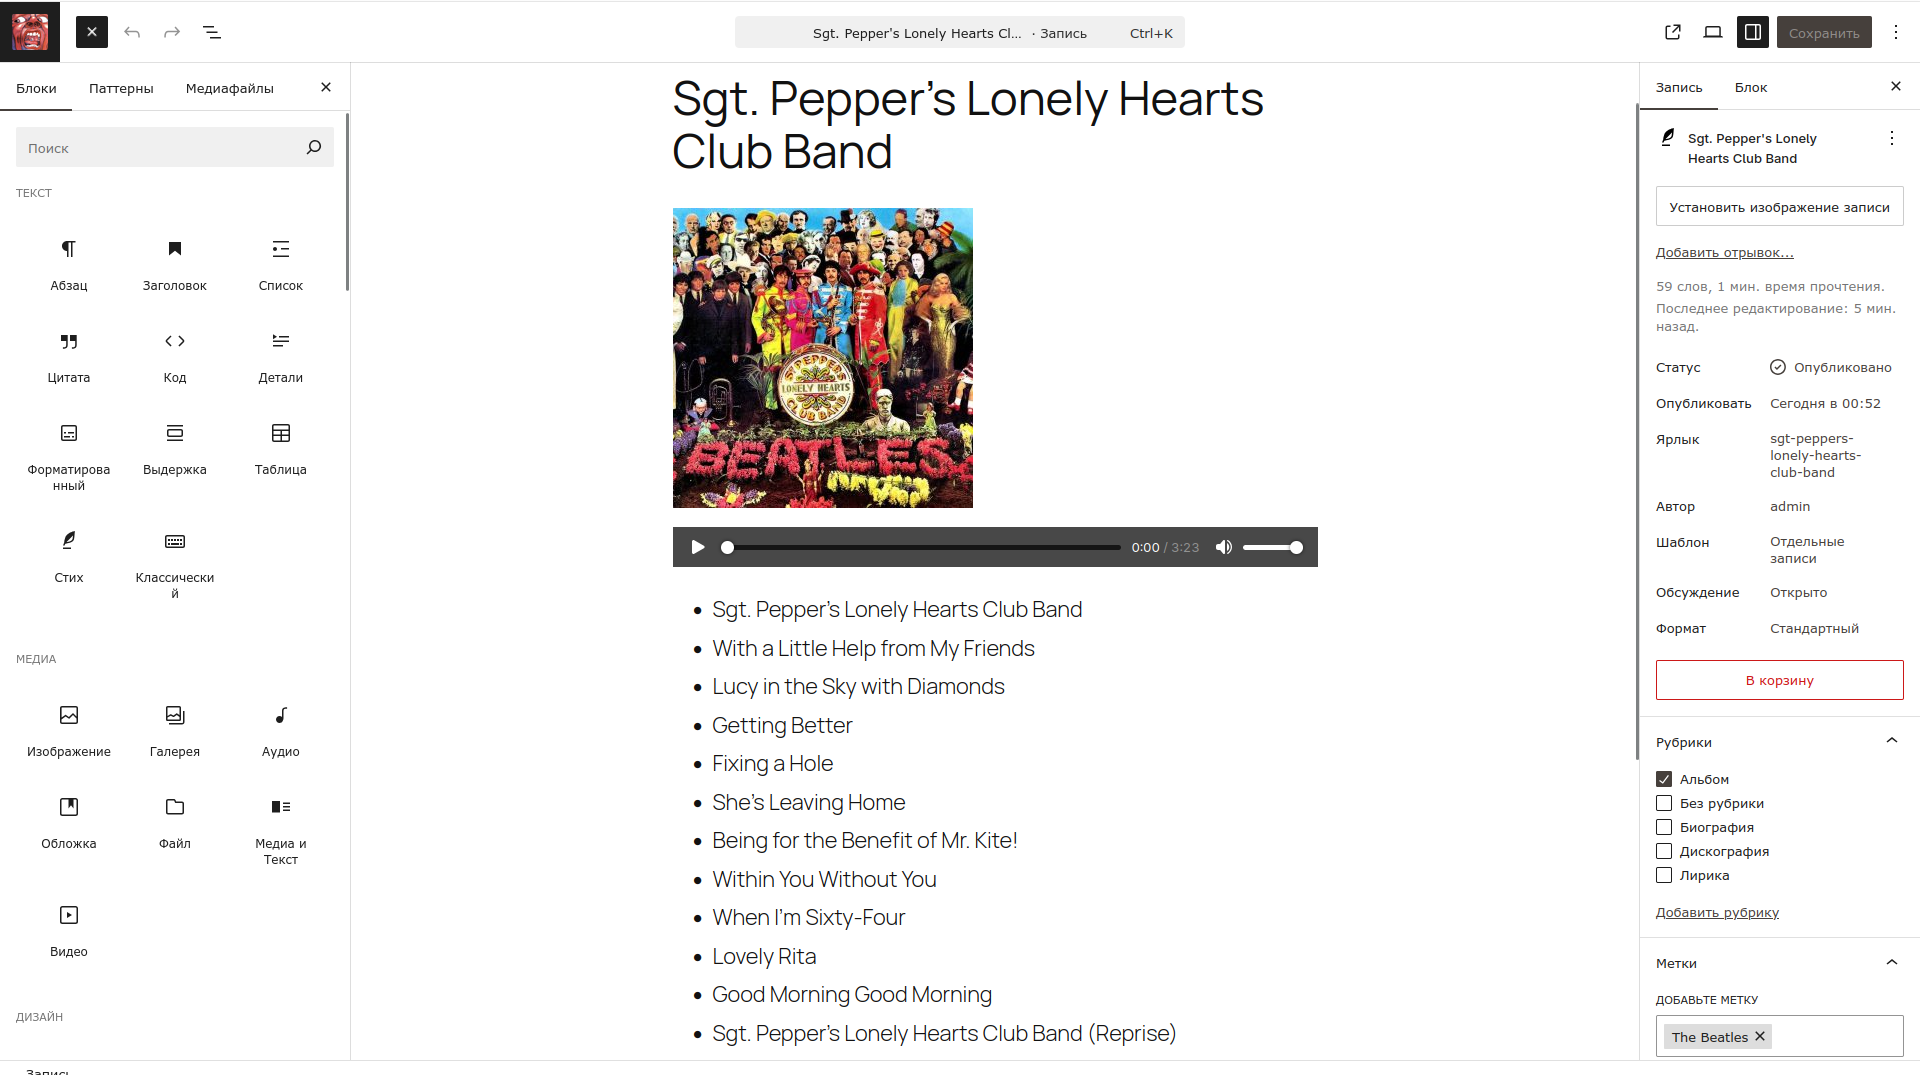 Sgt. Pepper's Lonely Hearts Cl... · Запись Ctrl+K
Сохранить
Блоки Паттерны Медиафайлы
Поиск
ТЕКСТ
Абзац Заголовок Список
Цитата Код Детали
Форматирова
нный
Выдержка Таблица
Стих
Классически
й
МЕДИА
Изображение Галерея Аудио
Обложка Файл
Медиа и
Текст
Видео
ДИЗАЙН
Запись
Sgt. Pepper's Lonely Hearts
Club Band
SGT. PEPPERS
LONELY HEARTS
CLUB BAND
BEATLES
0:00 / 3:23
• Sgt. Pepper's Lonely Hearts Club Band
• With a Little Help from My Friends
• Lucy in the Sky with Diamonds
• Getting Better
• Fixing a Hole
• She's Leaving Home
• Being for the Benefit of Mr. Kite!
• Within You Without You
• When I'm Sixty-Four
• Lovely Rita
• Good Morning Good Morning
• Sgt. Pepper's Lonely Hearts Club Band (Reprise)
Запись Блок
Sgt. Pepper's Lonely
Hearts Club Band
Установить изображение записи
Добавить отрывок...
59 слов, 1 мин. время прочтения.
Последнее редактирование: 5 мин.
назад.
Статус Опубликовано
Опубликовать Сегодня в 00:52
Ярлык sgt-peppers-
lonely-hearts-
club-band
Автор admin
Шаблон Отдельные
записи
Обсуждение Открыто
Формат Стандартный
В корзину
Рубрики
Альбом
Без рубрики
Биография
Дискография
Лирика
Добавить рубрику
Метки
ДОБАВЬТЕ МЕТКУ
The Beatles